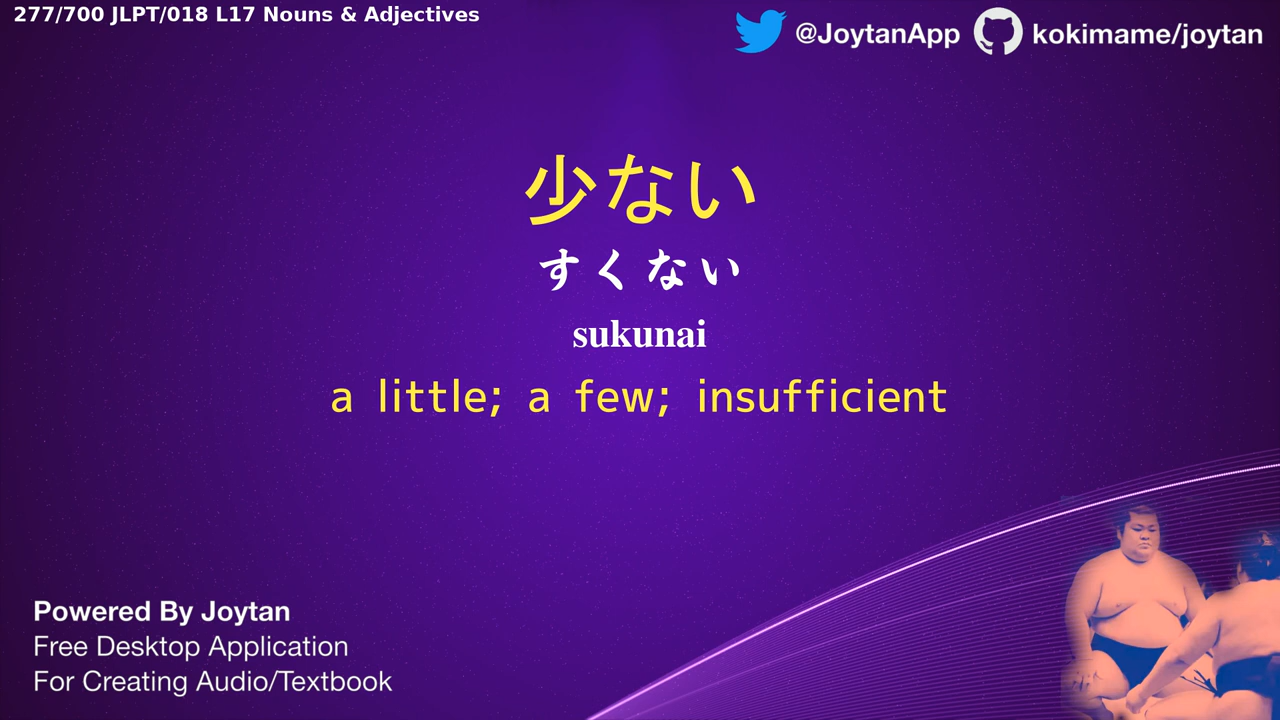 277/700 JLPT/018 L17 Nouns & Adjectives
@JoytanApp kokimame/joytan
少ない
すくない
sukunai
a little; a few; insufficient
Powered By Joytan
Free Desktop Application
For Creating Audio/Textbook